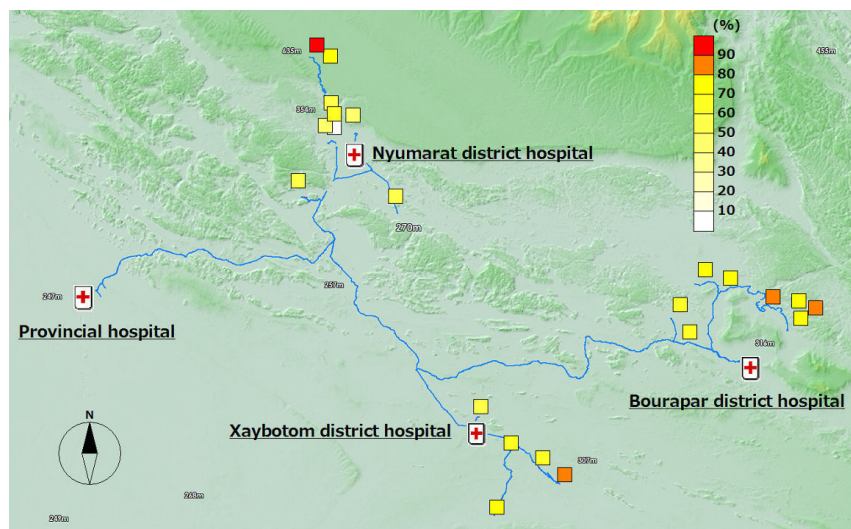 (%)
635m
455m
90
80
70
354m
60
50
Nyumarat district hospital
40
30
20
270m
10
247m
257m
Provincial hospital
316m
Bourapar district hospital
N
Xaybotom district hospital
307m
268m